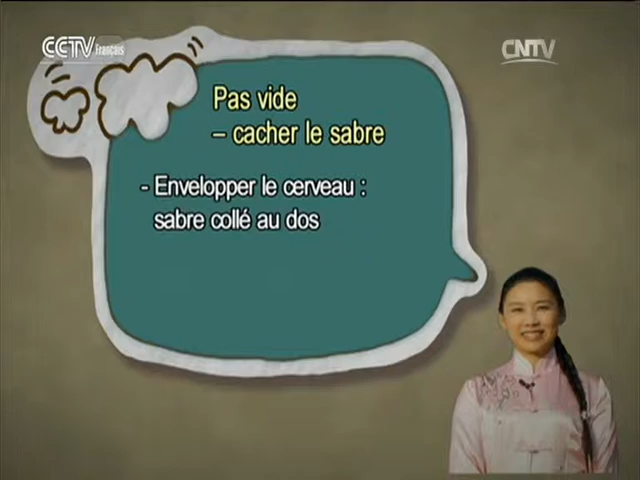 CCTV Français
CNTV
Pas vide
– cacher le sabre
- Envelopper le cerveau :
sabre collé au dos